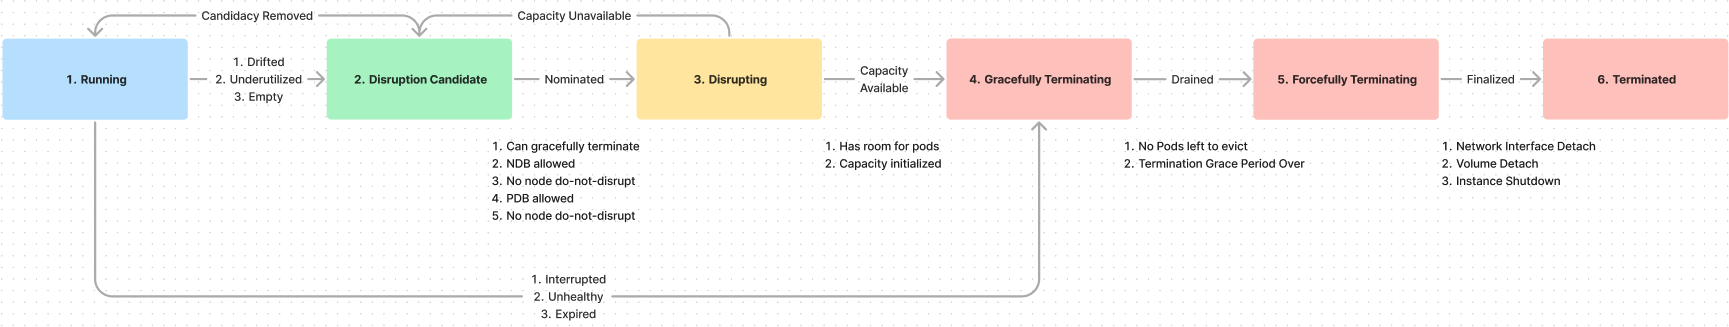 Candidacy Removed
Capacity Unavailable
1. Running
1. Drifted
2. Underutilized
3. Empty
2. Disruption Candidate
Nominated
3. Disrupting
Capacity
Available
4. Gracefully Terminating
Drained
5. Forcefully Terminating
Finalized
6. Terminated
1. Can gracefully terminate
2. NDB allowed
3. No node do-not-disrupt
4. PDB allowed
5. No node do-not-disrupt
1. Has room for pods
2. Capacity initialized
1. No Pods left to evict
2. Termination Grace Period Over
1. Network Interface Detach
2. Volume Detach
3. Instance Shutdown
1. Interrupted
2. Unhealthy
3. Expired